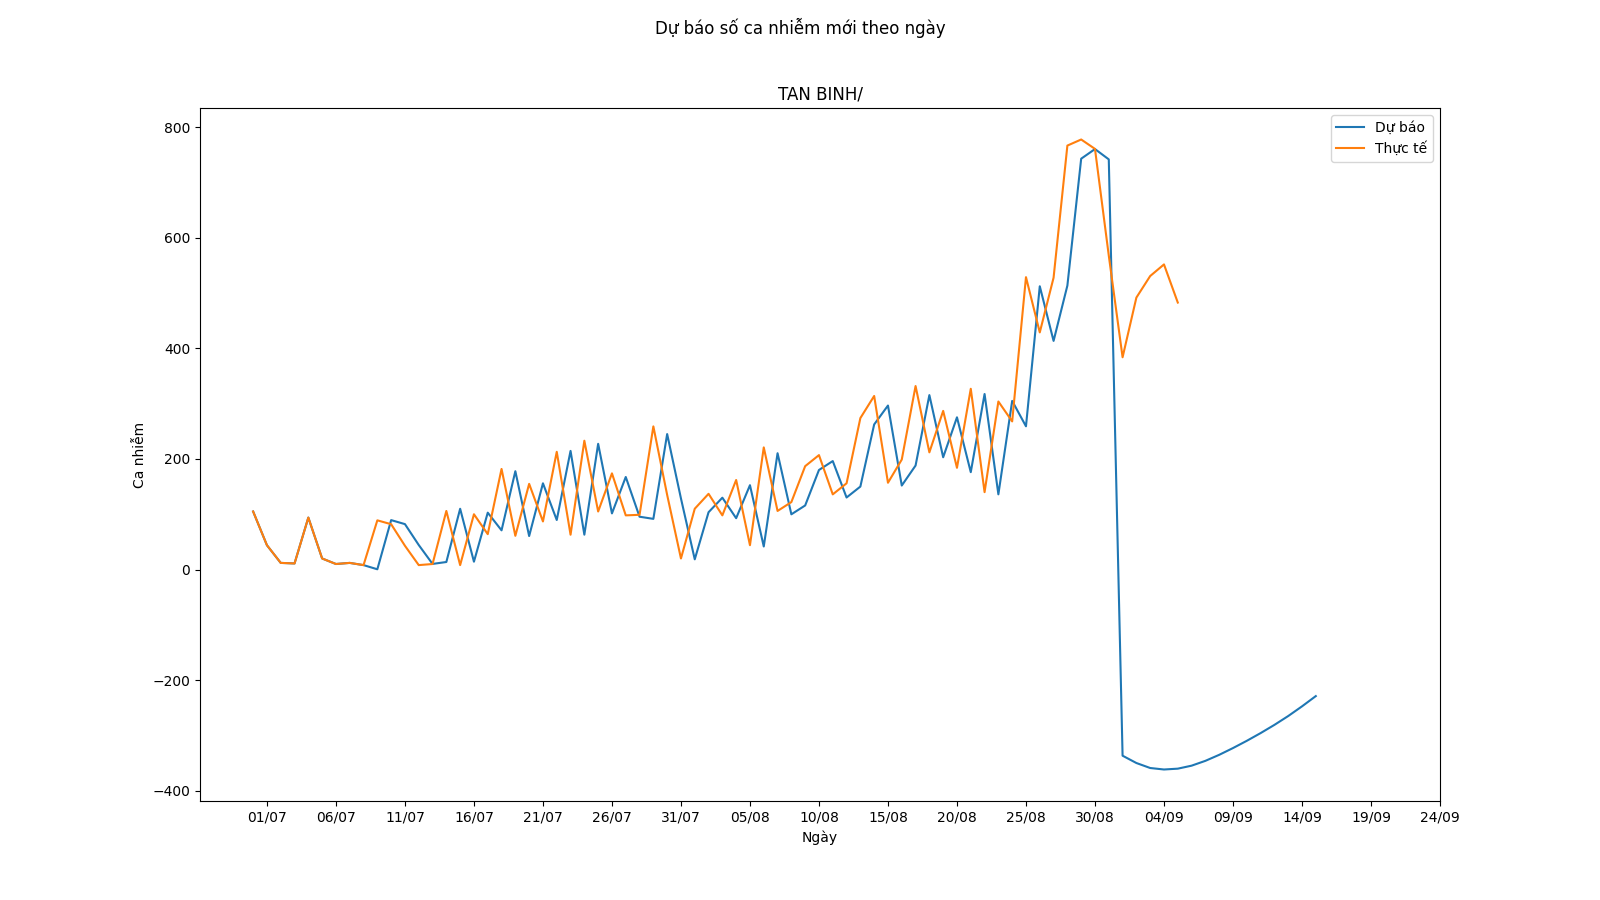 Dự báo số ca nhiễm mới theo ngày
TAN BINH/
Dự báo
Thực tế
800
600
400
200
0
−200
−400
Ca nhiễm
01/07 06/07 11/07 16/07 21/07 26/07 31/07 05/08 10/08 15/08 20/08 25/08 30/08 04/09 09/09 14/09 19/09 24/09
Ngày